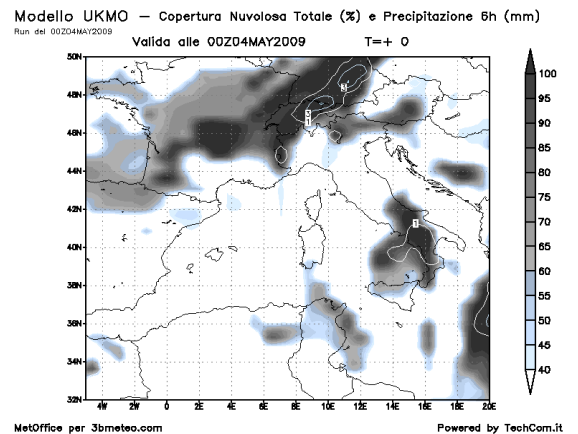 Modello UKMO – Copertura Nuvolosa Totale (%) e Precipitazione 6h (mm)
Run del 00Z04MAY2009
Valida alle 00Z04MAY2009 T=+ 0
50N
48N
46N
44N
42N
40N
38N
36N
34N
32N
4W 2W 0 2E 4E 6E 8E 10E 12E 14E 16E 18E 20E
100
95
90
85
80
75
70
65
60
55
50
45
40
MetOffice per 3bmeteo.com Powered by TechCom.it